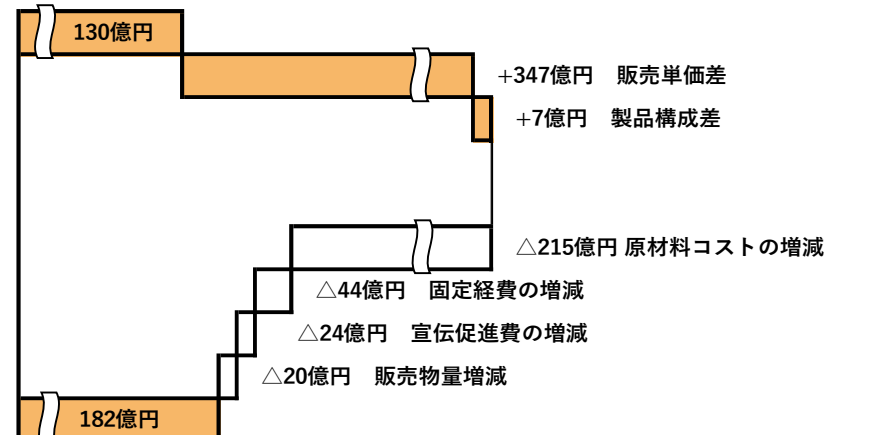 130億円
+347億円　販売単価差
+7億円　製品構成差
△215億円 原材料コストの増減
△44億円　固定経費の増減
△24億円　宣伝促進費の増減
△20億円　販売物量増減
182億円